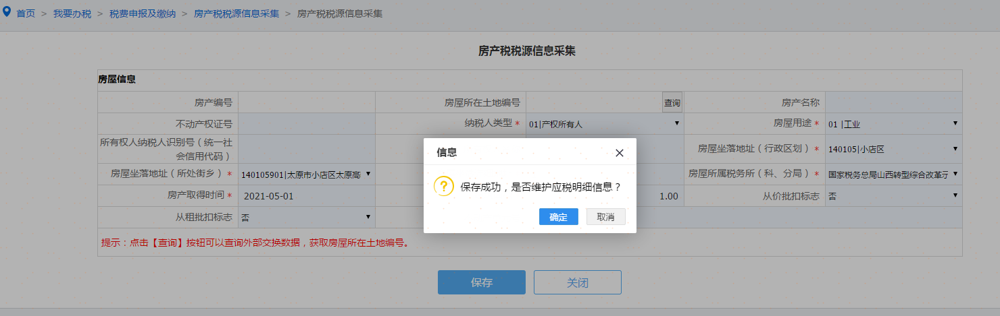 首页 > 我要办税 > 税费申报及缴纳 > 房产税税源信息采集 > 房产税税源信息采集
房产税税源信息采集
房屋信息
房产编号 房屋所在土地编号 查询 房产名称
不动产权证号 纳税人类型 * 01|产权所有人 房屋用途 * 01 |工业
所有权人纳税人识别号（统一社
会信用代码） 房屋坐落地址（行政区划） * 140105|小店区
房屋坐落地址（所处街乡） * 140105901|太原市小店区太原高 房屋所属税务所（科、分局） * 国家税务总局山西转型综合改革示
房产取得时间 * 2021-05-01 1.00 从价批扣标志 否
从租批扣标志 否
提示：点击【查询】按钮可以查询外部交换数据，获取房屋所在土地编号。
保存 关闭
信息
保存成功，是否维护应税明细信息？
确定 取消